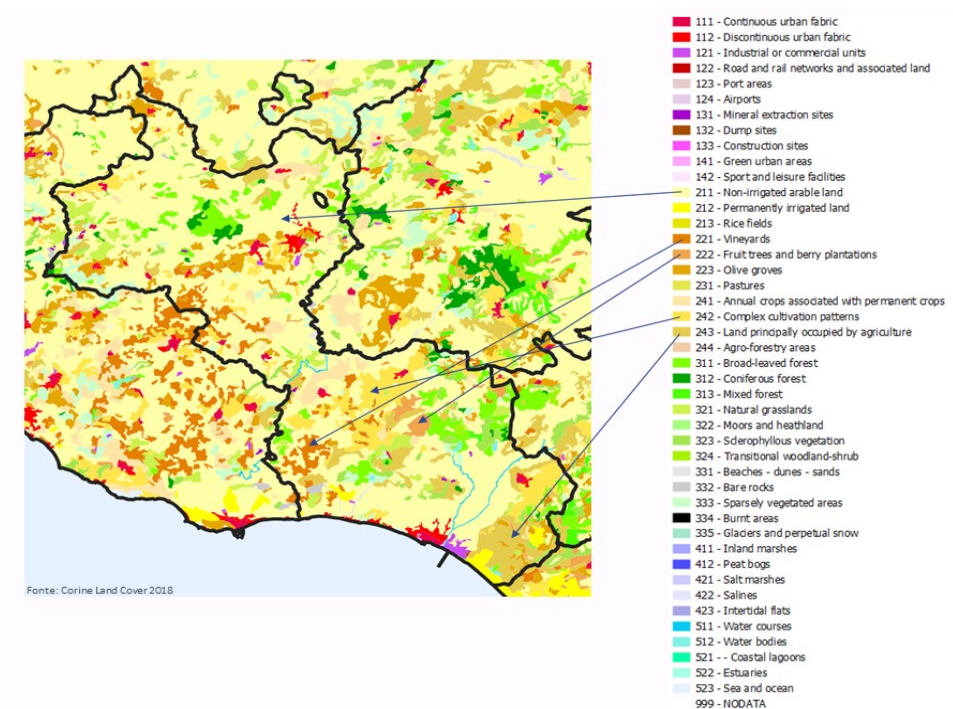 111 - Continuous urban fabric
112 - Discontinuous urban fabric
121 - Industrial or commercial units
122 - Road and rail networks and associated land
123 - Port areas
124 - Airports
131 - Mineral extraction sites
132 - Dump sites
133 - Construction sites
141 - Green urban areas
142 - Sport and leisure facilities
211 - Non-irrigated arable land
212 - Permanently irrigated land
213 - Rice fields
221 - Vineyards
222 - Fruit trees and berry plantations
223 - Olive groves
231 - Pastures
241 - Annual crops associated with permanent crops
242 - Complex cultivation patterns
243 - Land principally occupied by agriculture
244 - Agro-forestry areas
311 - Broad-leaved forest
312 - Coniferous forest
313 - Mixed forest
321 - Natural grasslands
322 - Moors and heathland
323 - Sclerophyllous vegetation
324 - Transitional woodland-shrub
331 - Beaches - dunes - sands
332 - Bare rocks
333 - Sparsely vegetated areas
334 - Burnt areas
335 - Glaciers and perpetual snow
411 - Inland marshes
412 - Peat bogs
421 - Salt marshes
422 - Salines
423 - Intertidal flats
511 - Water courses
512 - Water bodies
521 - - Coastal lagoons
522 - Estuaries
523 - Sea and ocean
999 - NODATA
Fonte: Corine Land Cover 2018